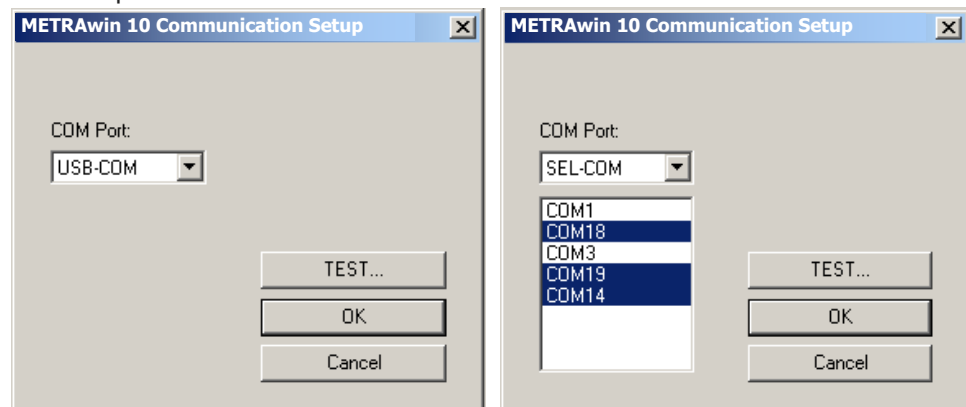 METRAwin 10 Communication Setup
COM Port:
USB-COM
TEST...
OK
Cancel
METRAwin 10 Communication Setup
COM Port:
SEL-COM
COM1
COM18
COM3
COM19
COM14
TEST...
OK
Cancel